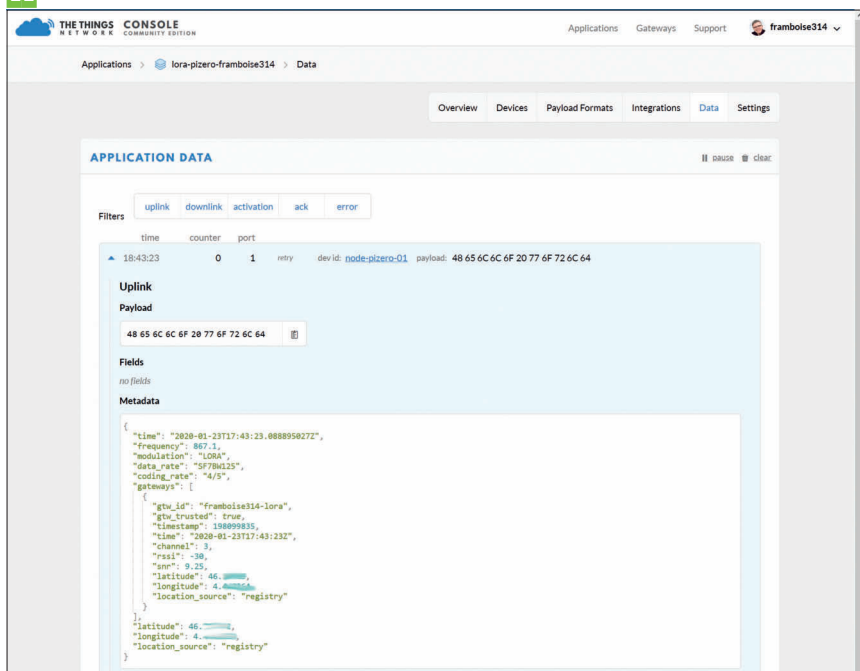 THE THINGS NETWORK CONSOLE COMMUNITY EDITION Applications Gateways Support framboise314
Applications > lora-pizero-framboise314 > Data
Overview Devices Payload Formats Integrations Data Settings
APPLICATION DATA pause clear
Filters uplink downlink activation ack error
time counter port
18:43:23 0 1 retry dev id: node-pizero-01 payload: 48 65 6C 6C 6F 20 77 6F 72 6C 64
Uplink
Payload
48 65 6C 6C 6F 20 77 6F 72 6C 64
Fields
no fields
Metadata
{
"time": "2020-01-23T17:43:23.088895027Z",
"frequency": 867.1,
"modulation": "LORA",
"data_rate": "SF7BW125",
"coding_rate": "4/5",
"gateways": [
{
"gtw_id": "framboise314-lora",
"gtw_trusted": true,
"timestamp": 198099835,
"time": "2020-01-23T17:43:23Z",
"channel": 3,
"rssi": -30,
"snr": 9.25,
"latitude": 46.
"longitude": 4.
"location_source": "registry"
}
],
"latitude": 46.
"longitude": 4.
"location_source": "registry"
}